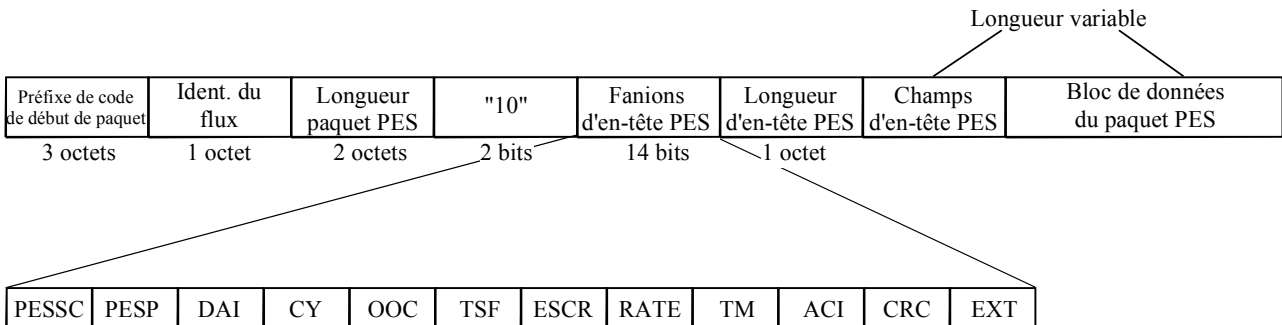 Longueur variable
Préfixe de code
de début de paquet
Ident. du
flux
Longueur
paquet PES
"10"
Fanions
d'en-tête PES
Longueur
d'en-tête PES
Champs
d'en-tête PES
Bloc de données
du paquet PES
3 octets
1 octet
2 octets
2 bits
14 bits
1 octet
PESSC PESP DAI CY OOC TSF ESCR RATE TM ACI CRC EXT